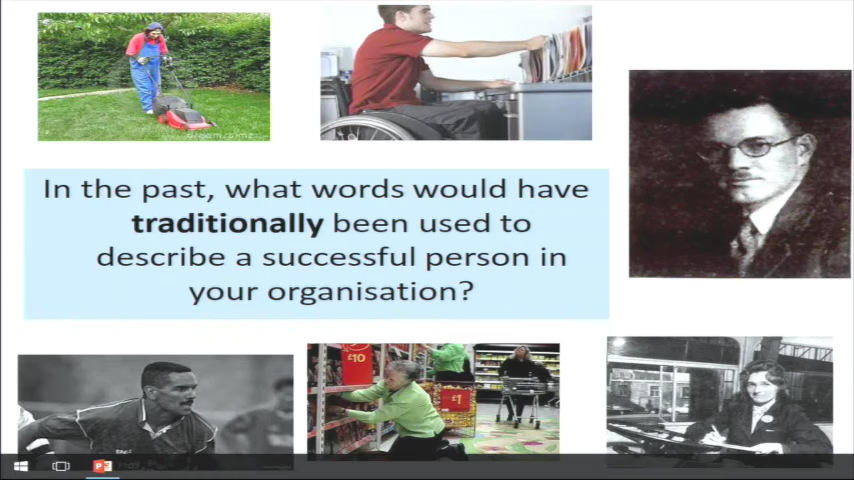 In the past, what words would have
traditionally been used to
describe a successful person in
your organisation?
£10
£1